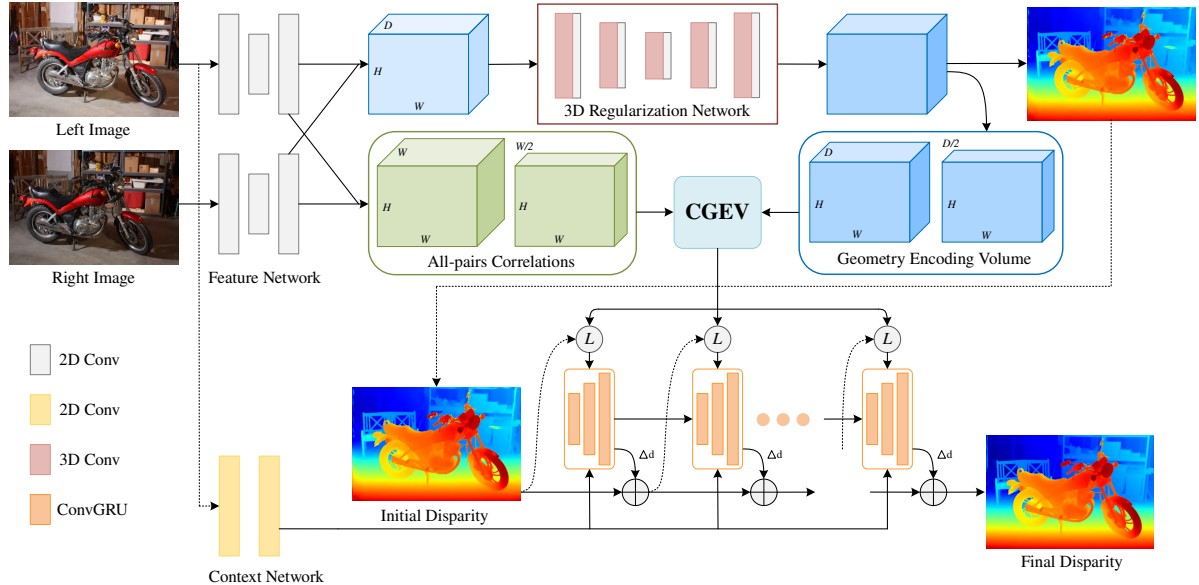 Left Image
Right Image
Feature Network
D
H
W
3D Regularization Network
W
H
W
W/2
H
W
All-pairs Correlations
CGEV
D
H
W
D/2
H
W
Geometry Encoding Volume
L
L
L
2D Conv
2D Conv
3D Conv
ConvGRU
Δd
Δd
Δd
Initial Disparity
Final Disparity
Context Network